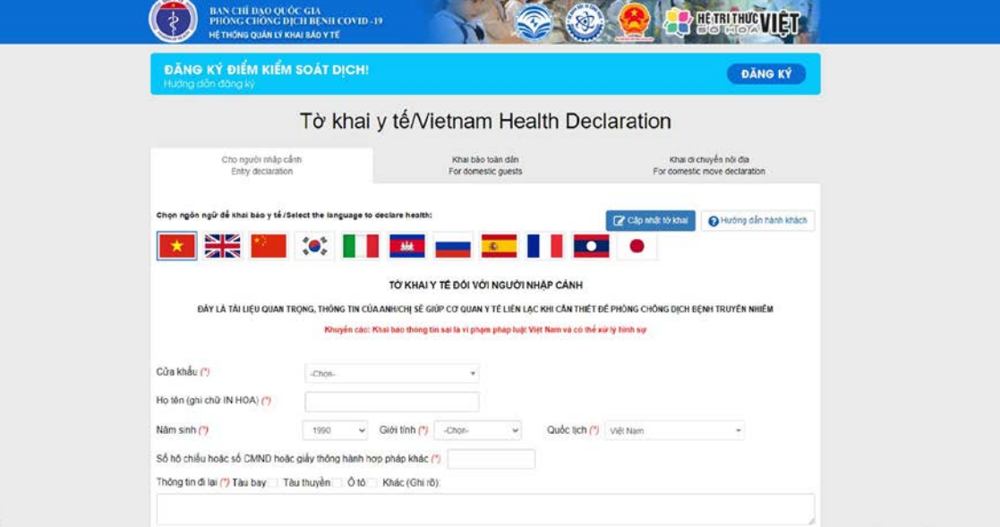 BAN CHỈ ĐẠO QUỐC GIA
PHÒNG CHỐNG DỊCH BỆNH COVID -19
HỆ THỐNG QUẢN LÝ KHAI BÁO Y TẾ
HỆ TRI THỨC VIỆT
SỐ HÓA
ĐĂNG KÝ ĐIỂM KIỂM SOÁT DỊCH!
Hướng dẫn đăng ký
ĐĂNG KÝ
Tờ khai y tế/Vietnam Health Declaration
Cho người nhập cảnh
Entry declaration
Khai báo toàn dân
For domestic guests
Khai di chuyển nội địa
For domestic move declaration
Chọn ngôn ngữ để khai báo y tế /Select the language to declare health:
Cập nhật tờ khai
Hướng dẫn hành khách
TỜ KHAI Y TẾ ĐỐI VỚI NGƯỜI NHẬP CẢNH
ĐÂY LÀ TÀI LIỆU QUAN TRỌNG, THÔNG TIN CỦA ANH/CHỊ SẼ GIÚP CƠ QUAN Y TẾ LIÊN LẠC KHI CẦN THIẾT ĐỂ PHÒNG CHỐNG DỊCH BỆNH TRUYỀN NHIỄM
Khuyến cáo: Khai báo thông tin sai là vi phạm pháp luật Việt Nam và có thể xử lý hình sự
Cửa khẩu (*) -Chọn-
Họ tên (ghi chữ IN HOA) (*)
Năm sinh (*) 1990 Giới tính (*) -Chọn- Quốc tịch (*) Việt Nam
Số hộ chiếu hoặc số CMND hoặc giấy thông hành hợp pháp khác (*)
Thông tin đi lại (*) Tàu bay Tàu thuyền Ô tô Khác (Ghi rõ):